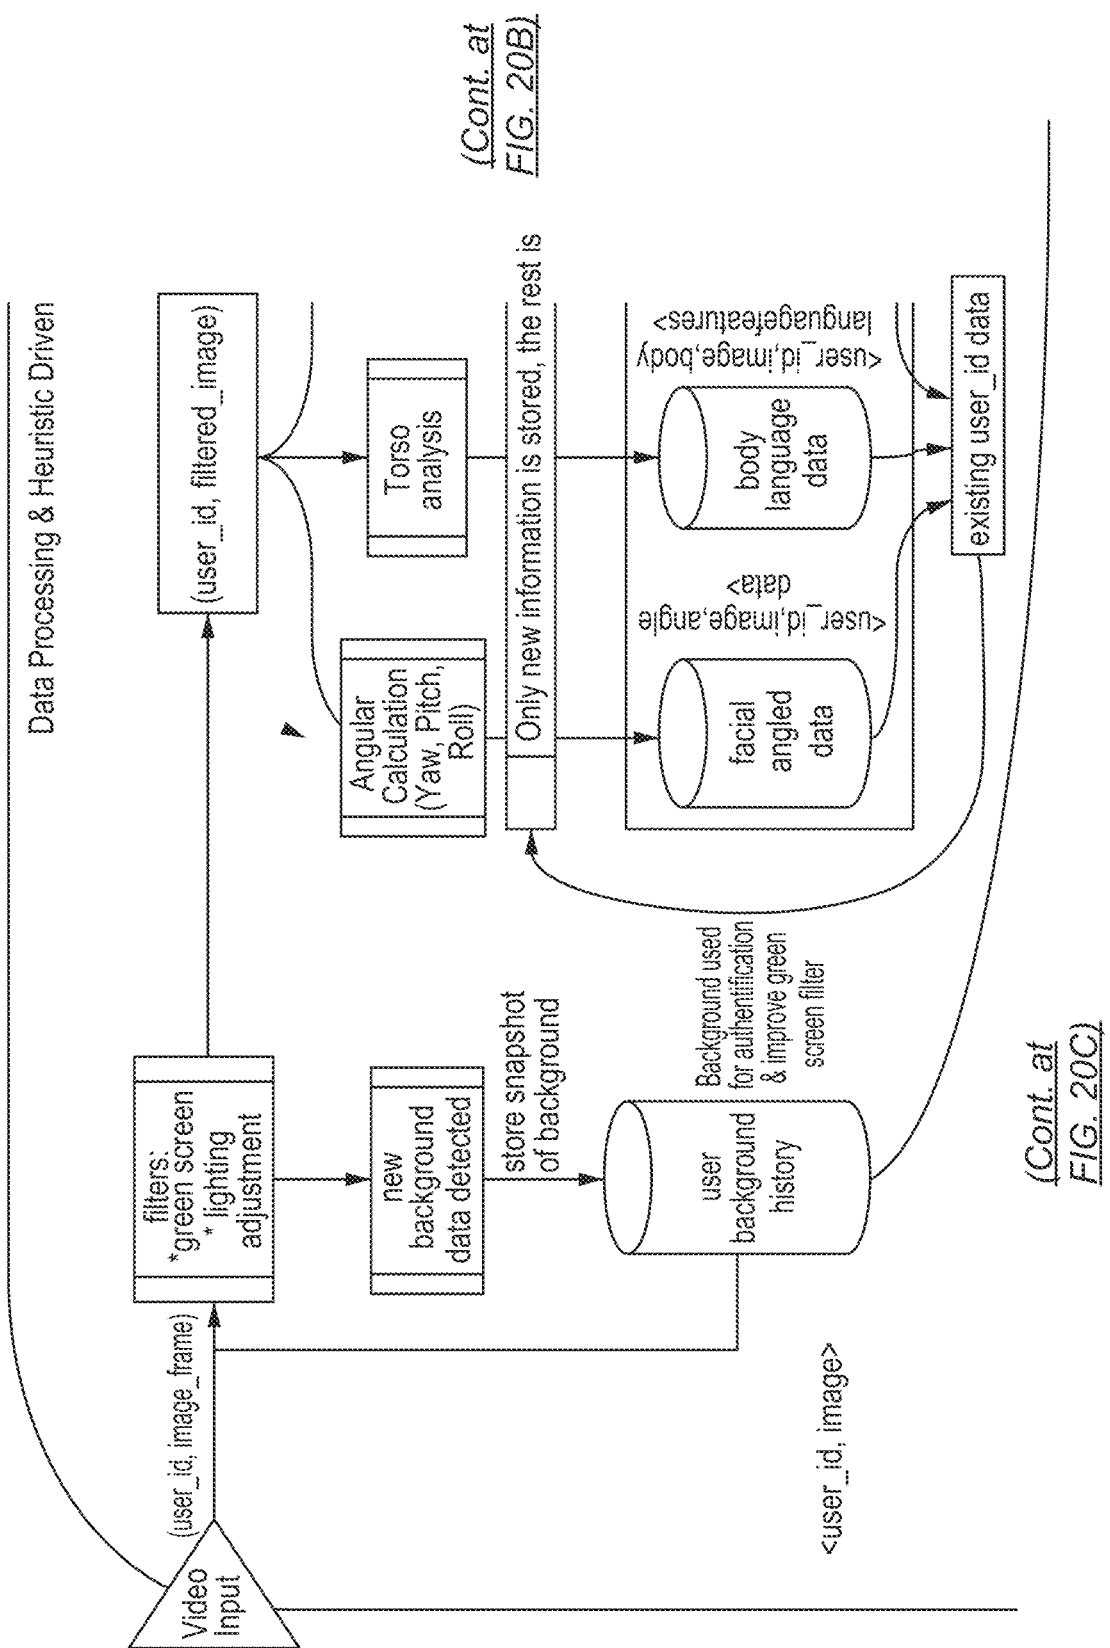 Data Processing & Heuristic Driven
Video
Input
(user_id, image_frame)
filters:
*green screen
* lighting
adjustment
(user_id, filtered_image)
new
background
data detected
store snapshot
of background
user
background
history
Background used
for authentification
& improve green
screen filter
Angular
Calculation
(Yaw, Pitch,
Roll)
Torso
analysis
Only new information is stored, the rest is
facial
angled
data
<user_id,image,angle
data>
body
language
data
<user_id,image,body
languagefeatures>
existing user_id data
<user_id, image>
(Cont. at
FIG. 20B)
(Cont. at
FIG. 20C)